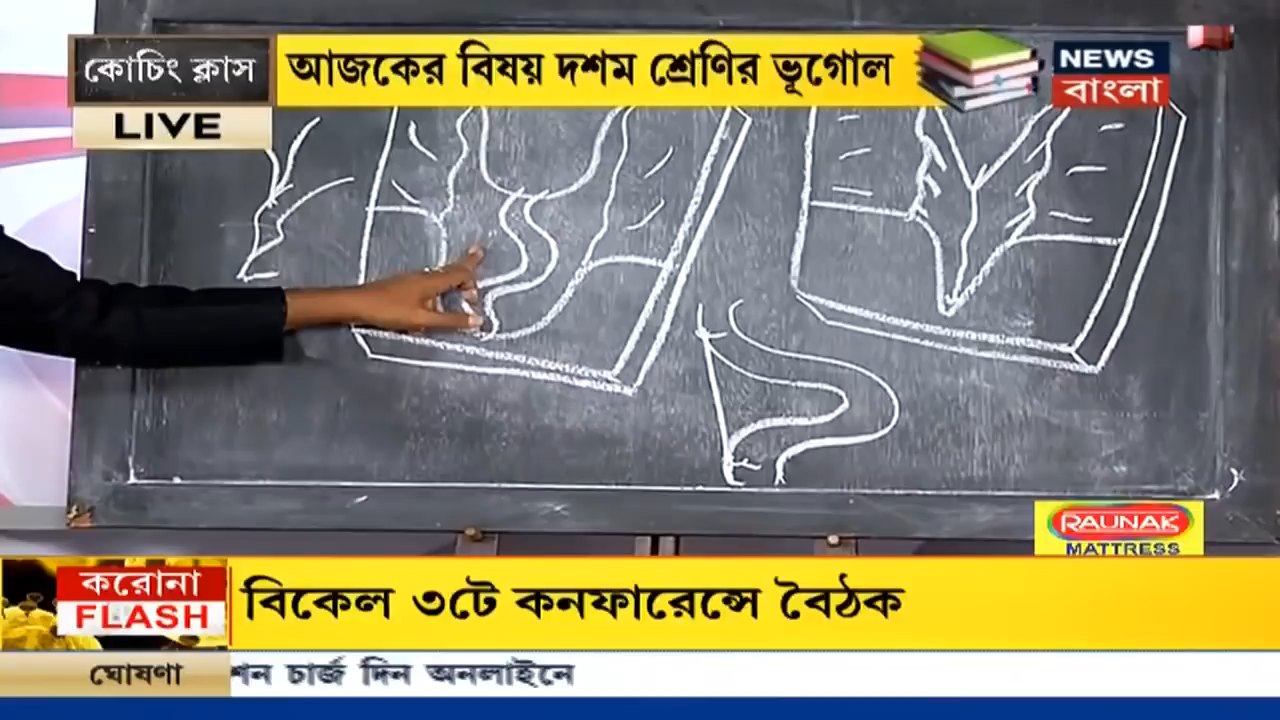 কোচিং ক্লাস
আজকের বিষয় দশম শ্রেণির ভূগোল
NEWS
বাংলা
LIVE
RAUNAK
MATTRESS
করোনা
FLASH
বিকেল ৩টে কনফারেন্সে বৈঠক
ঘোষণা
শন চার্জ দিন অনলাইনে